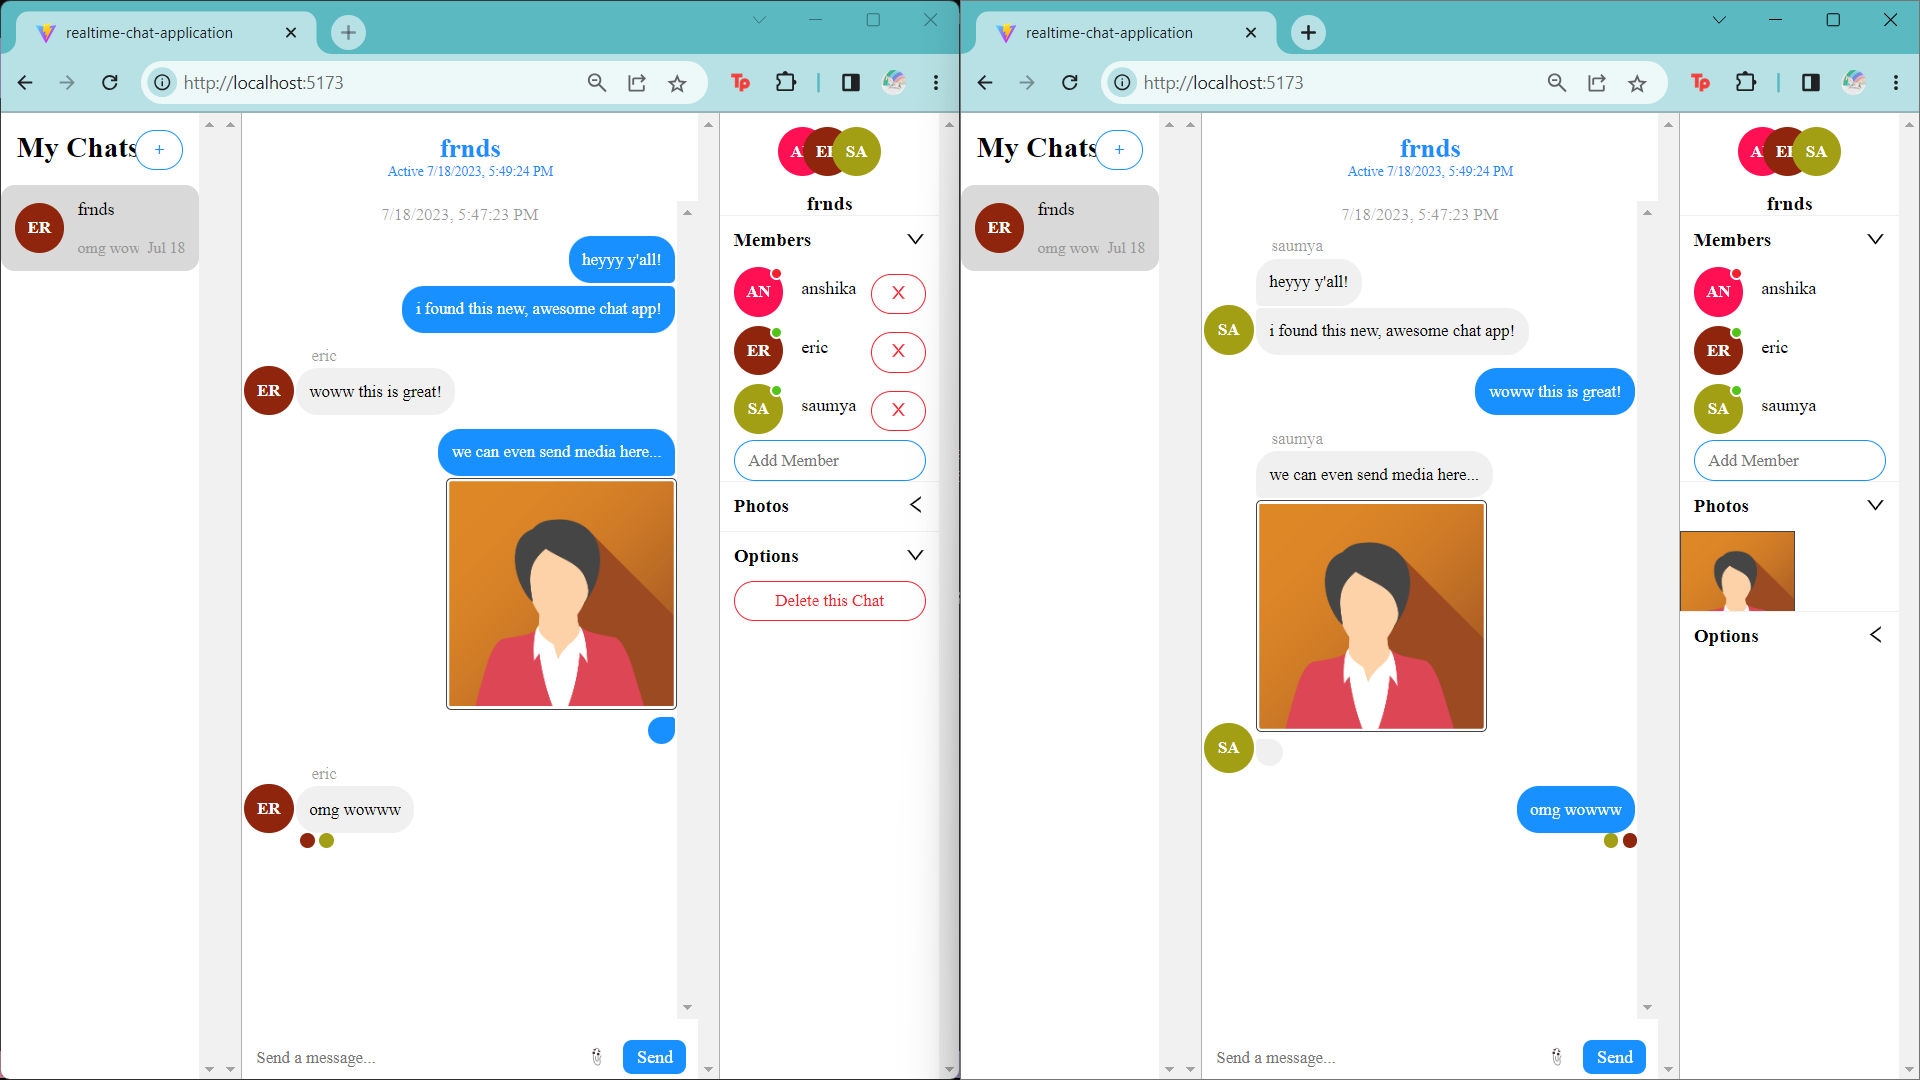 realtime-chat-application
http://localhost:5173
My Chats +
ER
frnds
omg wow Jul 18
frnds
Active 7/18/2023, 5:49:24 PM
7/18/2023, 5:47:23 PM
heyyy y'all!
i found this new, awesome chat app!
eric
ER
woww this is great!
we can even send media here...
eric
ER
omg wowww
Send a message...
Send
SA
frnds
Members
AN anshika X
ER eric X
SA saumya X
Add Member
Photos
Options
Delete this Chat
realtime-chat-application
http://localhost:5173
My Chats +
ER
frnds
omg wow Jul 18
frnds
Active 7/18/2023, 5:49:24 PM
7/18/2023, 5:47:23 PM
saumya
heyyy y'all!
SA
i found this new, awesome chat app!
woww this is great!
saumya
we can even send media here...
SA
omg wowww
Send a message...
Send
SA
frnds
Members
AN anshika
ER eric
SA saumya
Add Member
Photos
Options